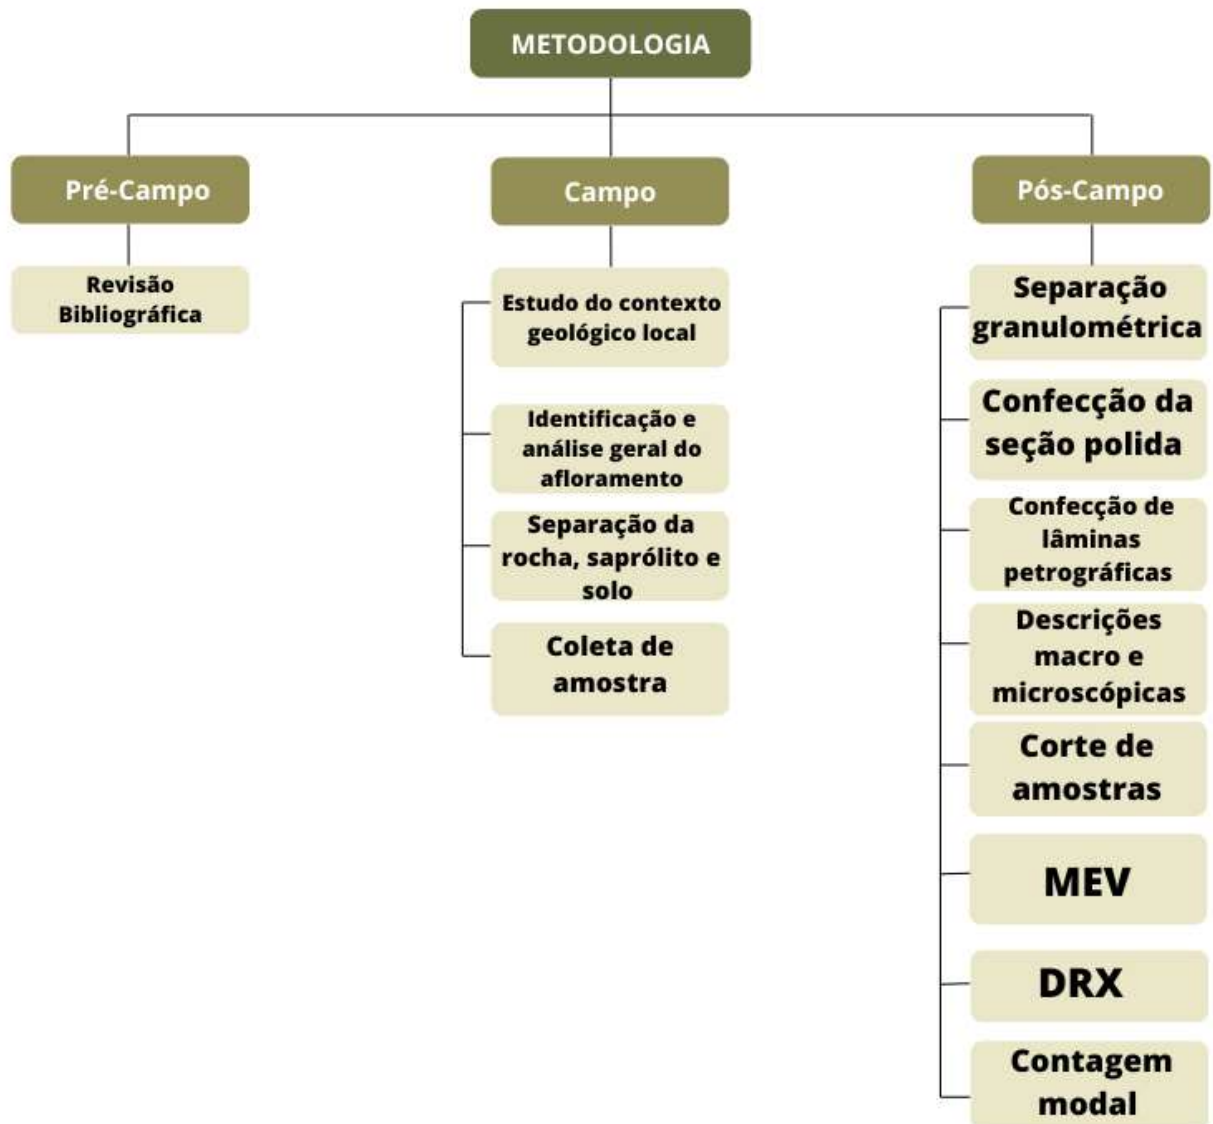 METODOLOGIA
Pré-Campo
Revisão
Bibliográfica
Campo
Estudo do contexto
geológico local
Identificação e
análise geral do
afloramento
Separação da
rocha, saprólito e
solo
Coleta de
amostra
Pós-Campo
Separação
granulométrica
Confecção da
seção polida
Confecção de
lâminas
petrográficas
Descrições
macro e
microscópicas
Corte de
amostras
MEV
DRX
Contagem
modal